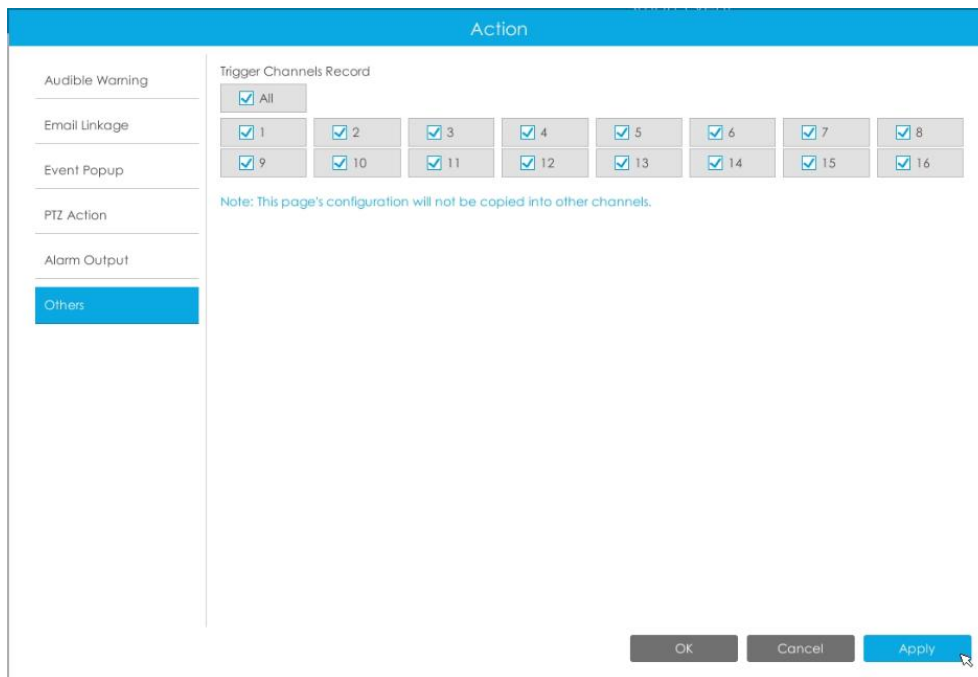 Action
Audible Warning
Email Linkage
Event Popup
PTZ Action
Alarm Output
Others
Trigger Channels Record
All
1 2 3 4 5 6 7 8
9 10 11 12 13 14 15 16
Note: This page's configuration will not be copied into other channels.
OK Cancel Apply